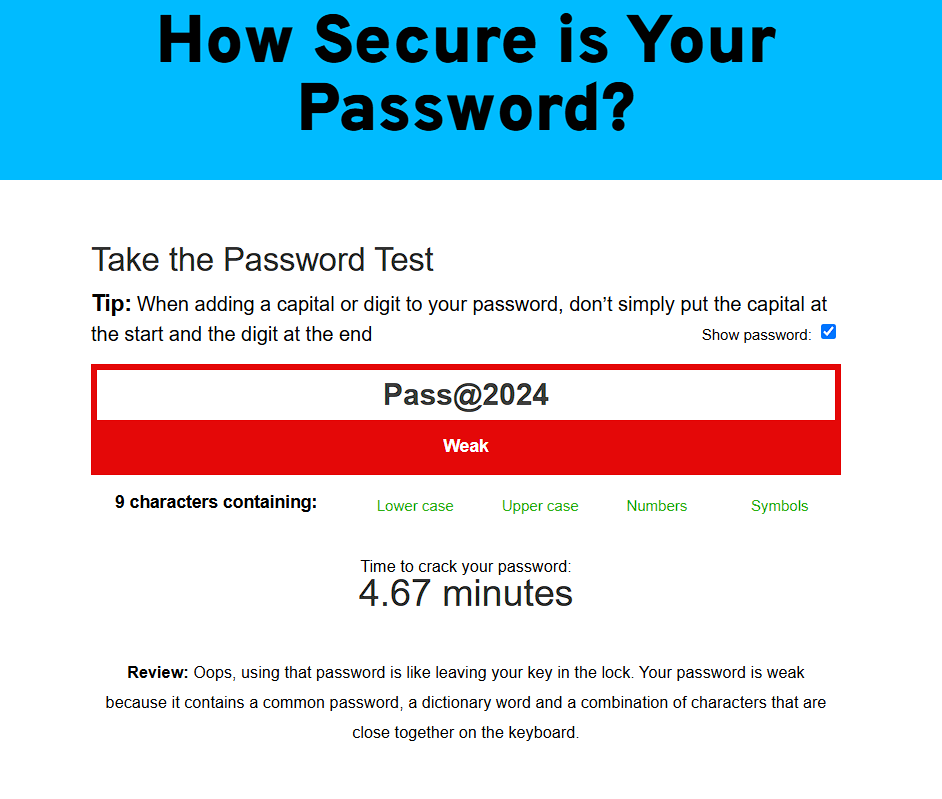 How Secure is Your
Password?
Take the Password Test
Tip: When adding a capital or digit to your password, don’t simply put the capital at
the start and the digit at the end
Show password:
Pass@2024
Weak
9 characters containing: Lower case Upper case Numbers Symbols
Time to crack your password:
4.67 minutes
Review: Oops, using that password is like leaving your key in the lock. Your password is weak
because it contains a common password, a dictionary word and a combination of characters that are
close together on the keyboard.